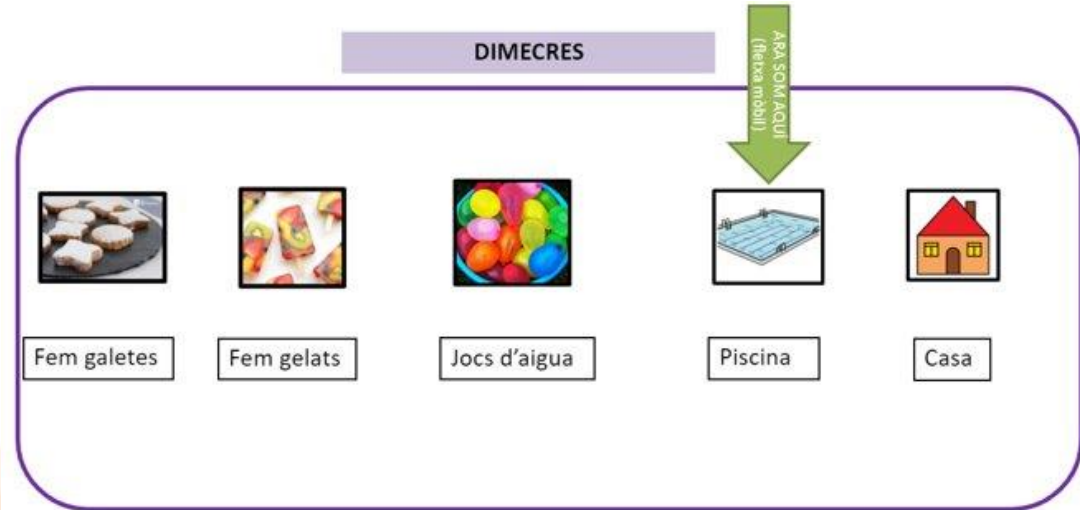 DIMECRES
ARA SOM AQUÍ
(fletxa mòbil)
Fem galetes
Fem gelats
Jocs d'aigua
Piscina
Casa